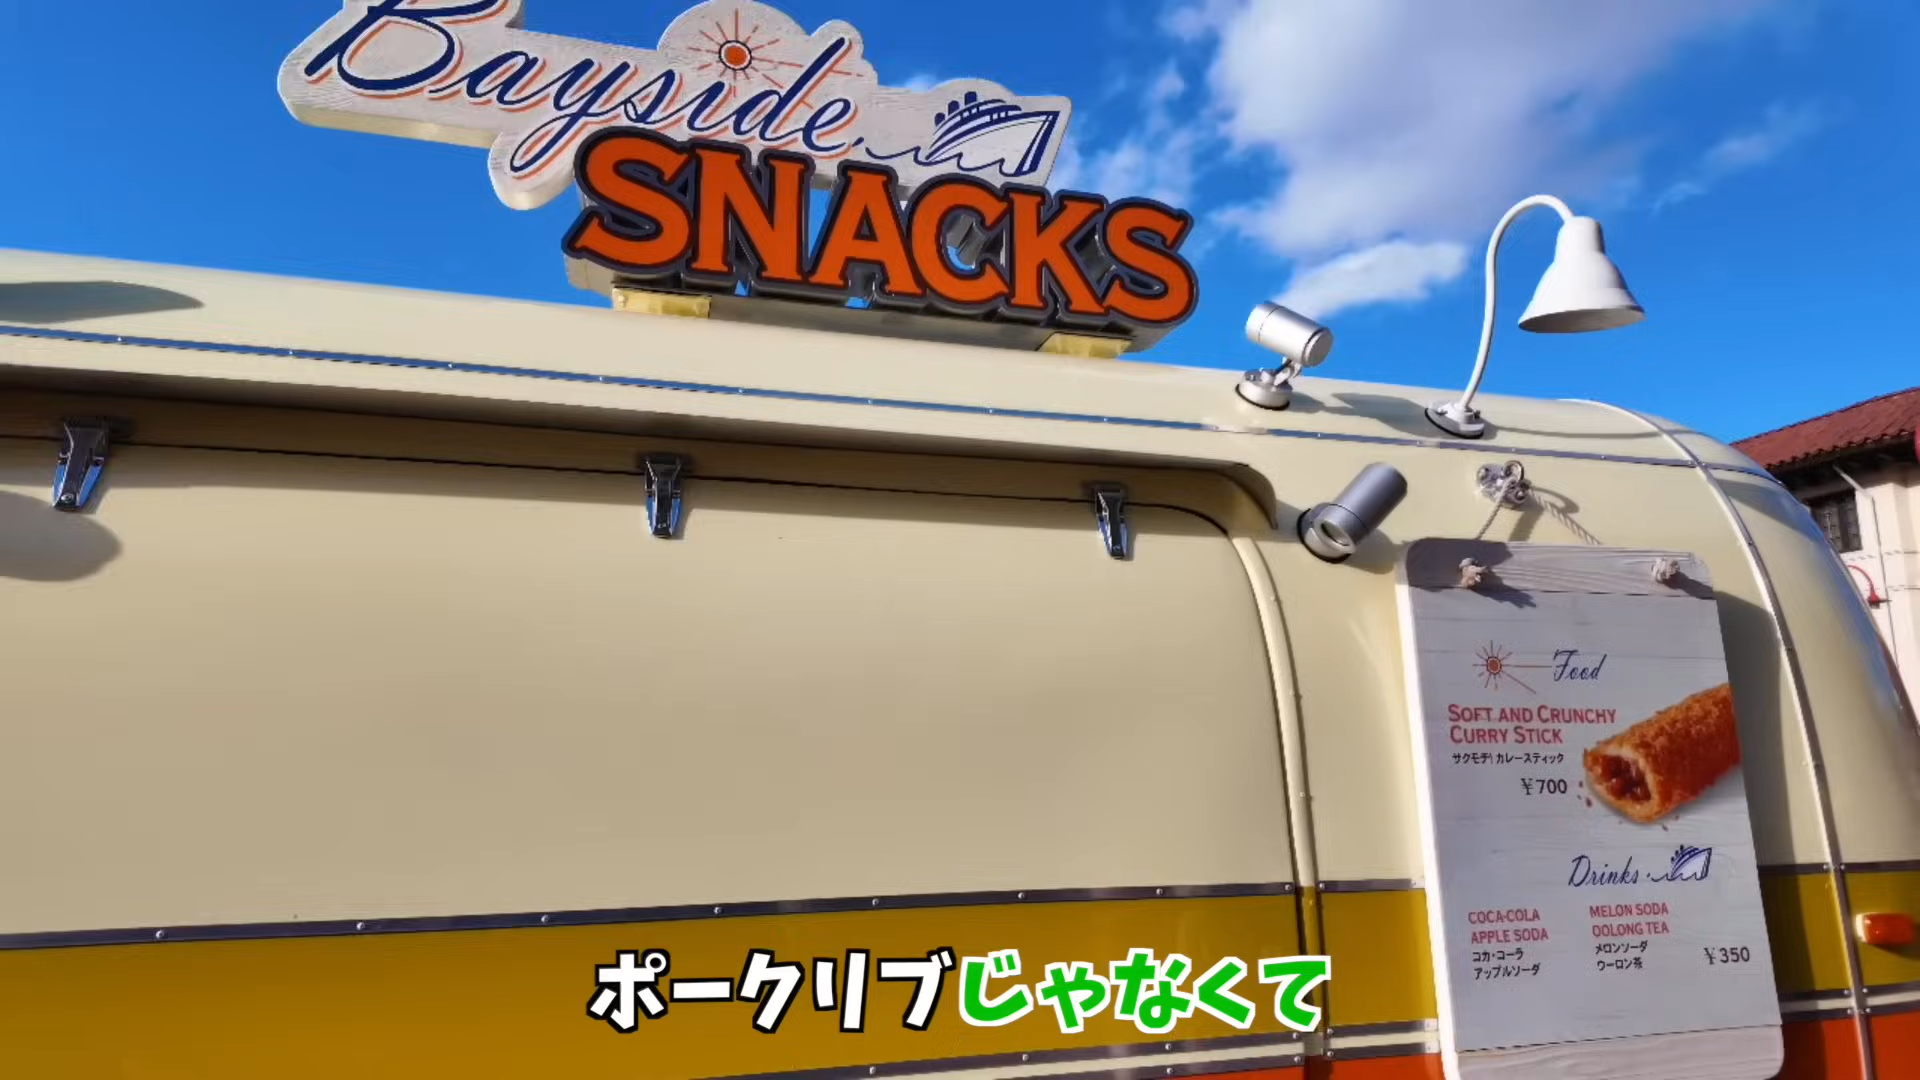 Bayside
SNACKS
Food
SOFT AND CRUNCHY
CURRY STICK
サクモチ! カレースティック
¥700
Drinks
COCA-COLA
APPLE SODA
コカ・コーラ
アップルソーダ
MELON SODA
OOLONG TEA
メロンソーダ
ウーロン茶
¥350
ポークリブじゃなくて